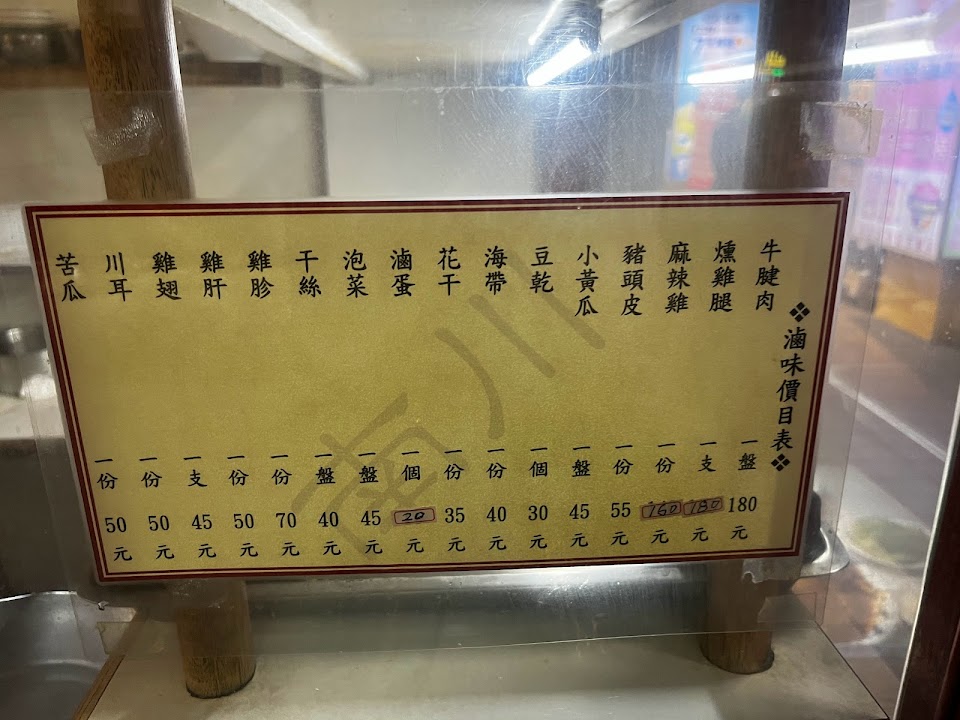 ❖滷味價目表❖
牛腱肉 一盤 180元
燻雞腿 一支 130元
麻辣雞 一份 160元
豬頭皮 一份 55元
小黃瓜 一盤 45元
豆乾 一個 30元
海帶 一份 40元
花干 一份 35元
滷蛋 一個 20元
泡菜 一盤 45元
干絲 一盤 40元
雞胗 一份 70元
雞肝 一份 50元
雞翅 一支 45元
川耳 一份 50元
苦瓜 一份 50元
南川